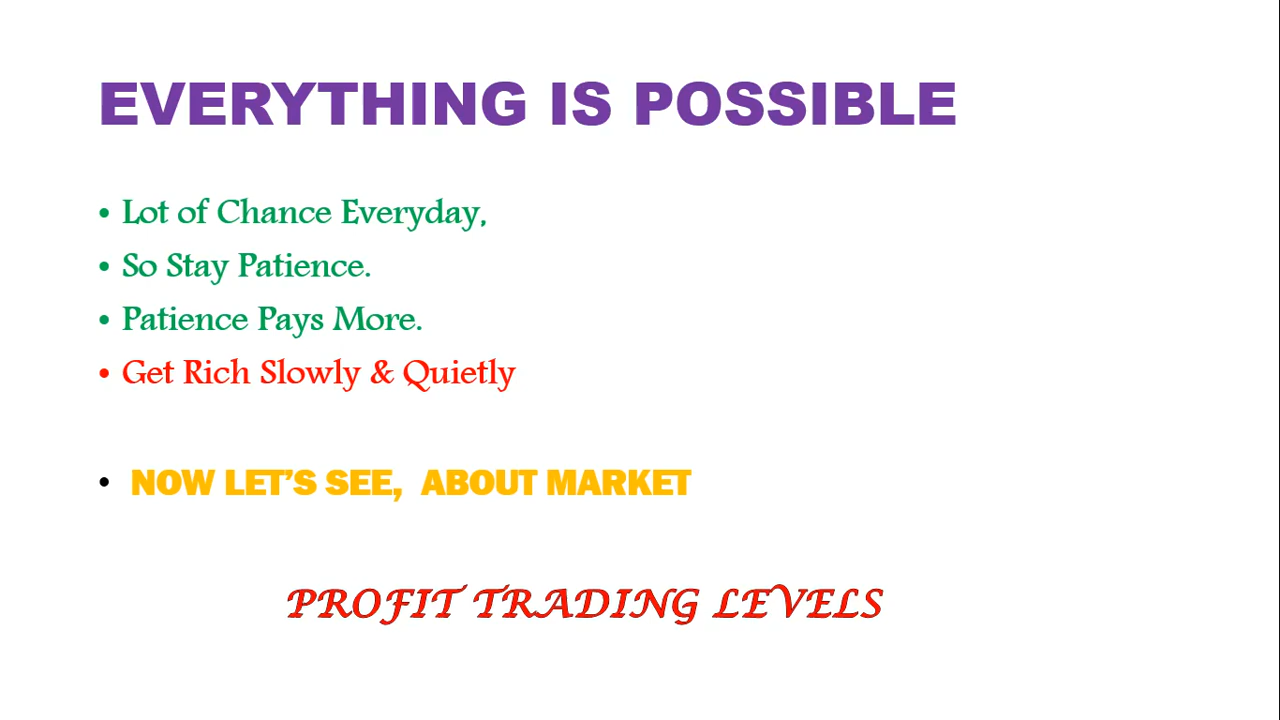 EVERYTHING IS POSSIBLE
• Lot of Chance Everyday,
• So Stay Patience.
• Patience Pays More.
• Get Rich Slowly & Quietly
• NOW LET’S SEE,  ABOUT MARKET
PROFIT TRADING LEVELS